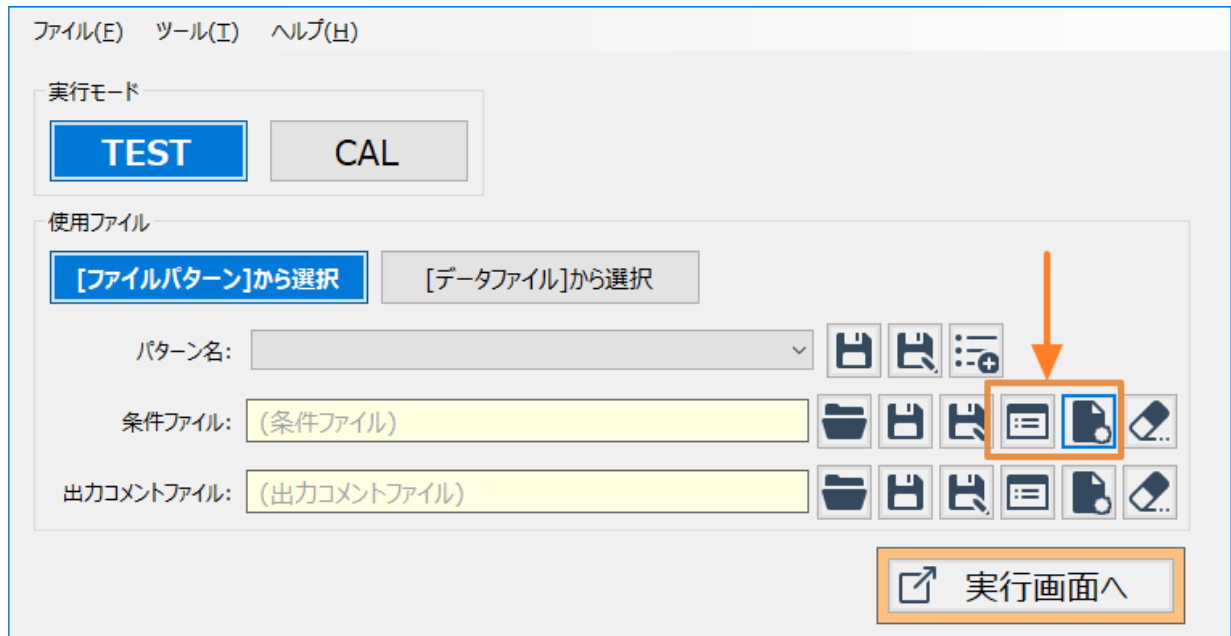 ファイル(F) ツール(T) ヘルプ(H)
実行モード
TEST CAL
使用ファイル
[ファイルパターン]から選択 [データファイル]から選択
パターン名:
条件ファイル: (条件ファイル)
出力コメントファイル: (出力コメントファイル)
実行画面へ